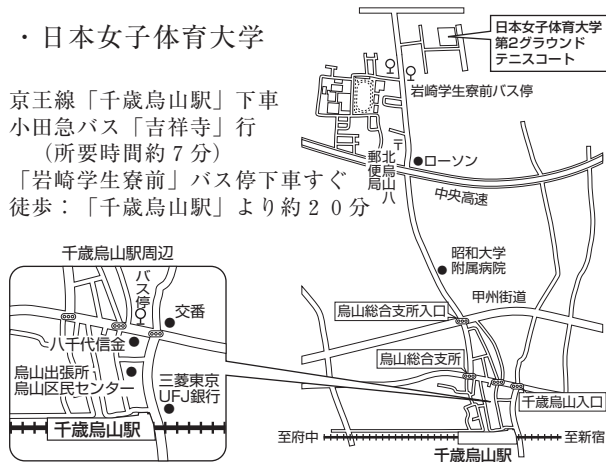 ・日本女子体育大学
京王線「千歳烏山駅」下車
小田急バス「吉祥寺」行
（所要時間約７分）
「岩崎学生寮前」バス停下車すぐ
徒歩：「千歳烏山駅」より約２０分
日本女子体育大学
第2グラウンド
テニスコート
岩崎学生寮前バス停
〒
北烏山八
郵便局
ローソン
中央高速
昭和大学
附属病院
甲州街道
烏山総合支所入口
烏山総合支所
千歳烏山入口
至府中
至新宿
千歳烏山駅
千歳烏山駅周辺
バス停
交番
八千代信金
烏山出張所
烏山区民センター
三菱東京
UFJ銀行
千歳烏山駅